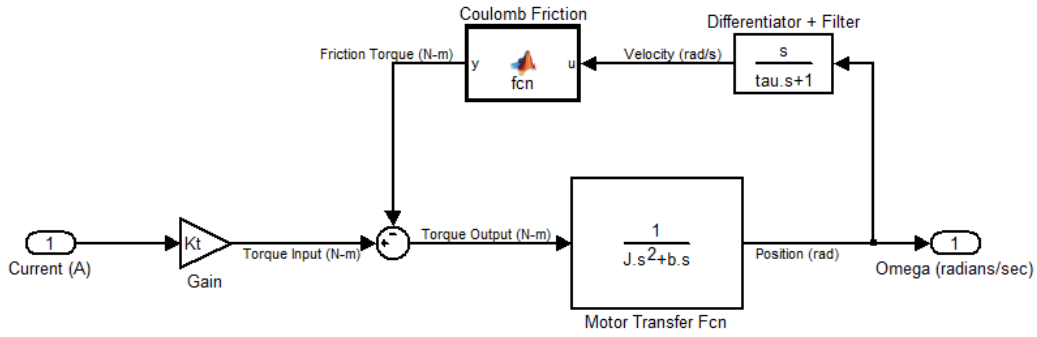 Coulomb Friction
Differentiator + Filter
Friction Torque (N-m)
y
fcn
u
Velocity (rad/s)
s
tau.s+1
1
Current (A)
Kt
Gain
Torque Input (N-m)
+
-
Torque Output (N-m)
1
J.s²+b.s
Motor Transfer Fcn
Position (rad)
1
Omega (radians/sec)